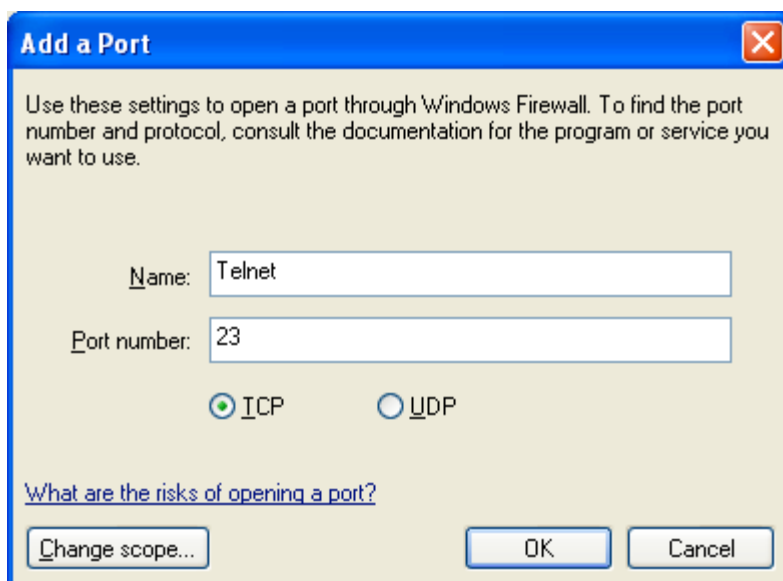 Add a Port
Use these settings to open a port through Windows Firewall. To find the port
number and protocol, consult the documentation for the program or service you
want to use.
Name: Telnet
Port number: 23
TCP UDP
What are the risks of opening a port?
Change scope... OK Cancel